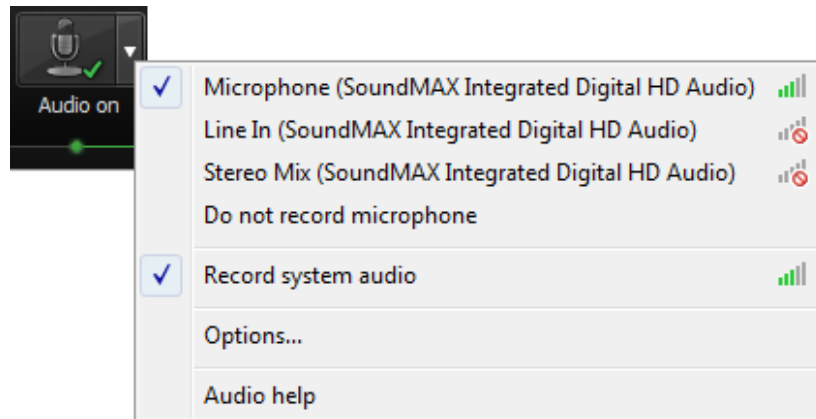 Audio on
Microphone (SoundMAX Integrated Digital HD Audio)
Line In (SoundMAX Integrated Digital HD Audio)
Stereo Mix (SoundMAX Integrated Digital HD Audio)
Do not record microphone
Record system audio
Options...
Audio help